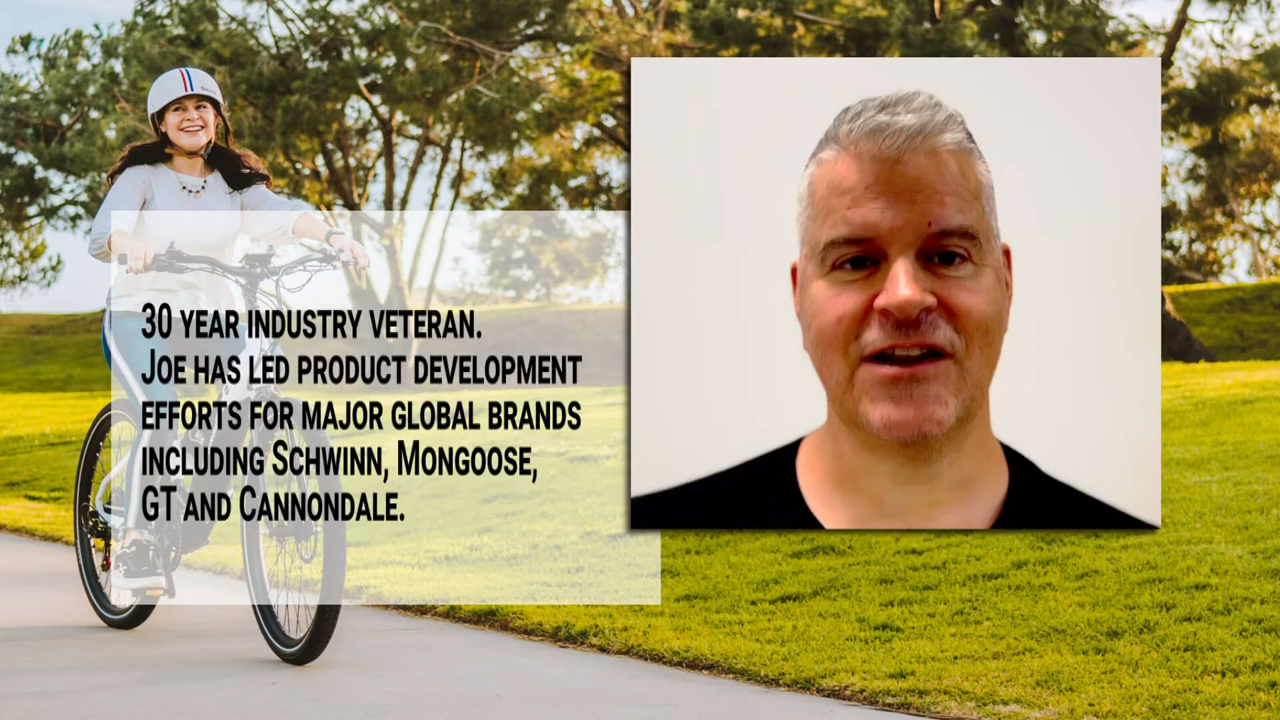 30 YEAR INDUSTRY VETERAN.
JOE HAS LED PRODUCT DEVELOPMENT
EFFORTS FOR MAJOR GLOBAL BRANDS
INCLUDING SCHWINN, MONGOOSE,
GT AND CANNONDALE.